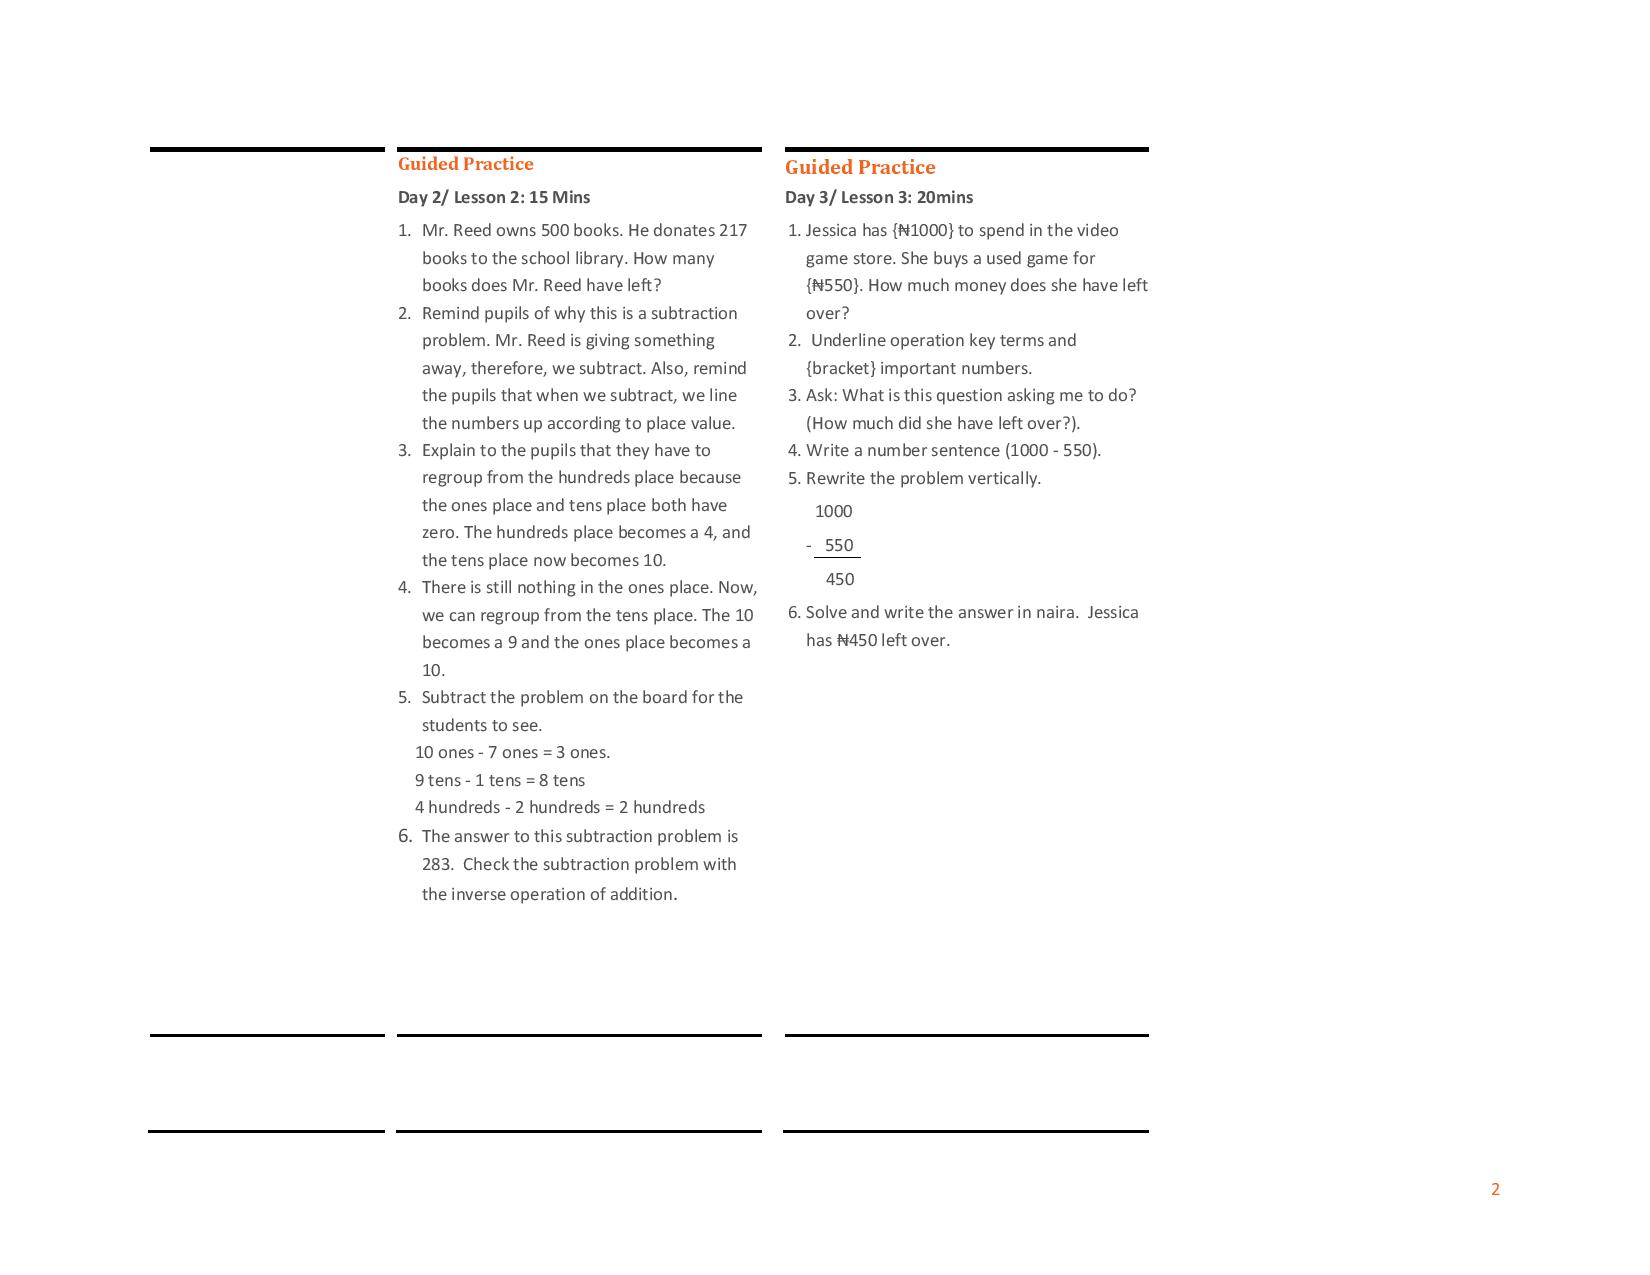 Guided Practice
Day 2/ Lesson 2: 15 Mins
1. Mr. Reed owns 500 books. He donates 217
books to the school library. How many
books does Mr. Reed have left?
2. Remind pupils of why this is a subtraction
problem. Mr. Reed is giving something
away, therefore, we subtract. Also, remind
the pupils that when we subtract, we line
the numbers up according to place value.
3. Explain to the pupils that they have to
regroup from the hundreds place because
the ones place and tens place both have
zero. The hundreds place becomes a 4, and
the tens place now becomes 10.
4. There is still nothing in the ones place. Now,
we can regroup from the tens place. The 10
becomes a 9 and the ones place becomes a
10.
5. Subtract the problem on the board for the
students to see.
10 ones - 7 ones = 3 ones.
9 tens - 1 tens = 8 tens
4 hundreds - 2 hundreds = 2 hundreds
6. The answer to this subtraction problem is
283. Check the subtraction problem with
the inverse operation of addition.
Guided Practice
Day 3/ Lesson 3: 20mins
1. Jessica has {₦1000} to spend in the video
game store. She buys a used game for
{₦550}. How much money does she have left
over?
2. Underline operation key terms and
{bracket} important numbers.
3. Ask: What is this question asking me to do?
(How much did she have left over?).
4. Write a number sentence (1000 - 550).
5. Rewrite the problem vertically.
1000
- 550
450
6. Solve and write the answer in naira. Jessica
has ₦450 left over.
2